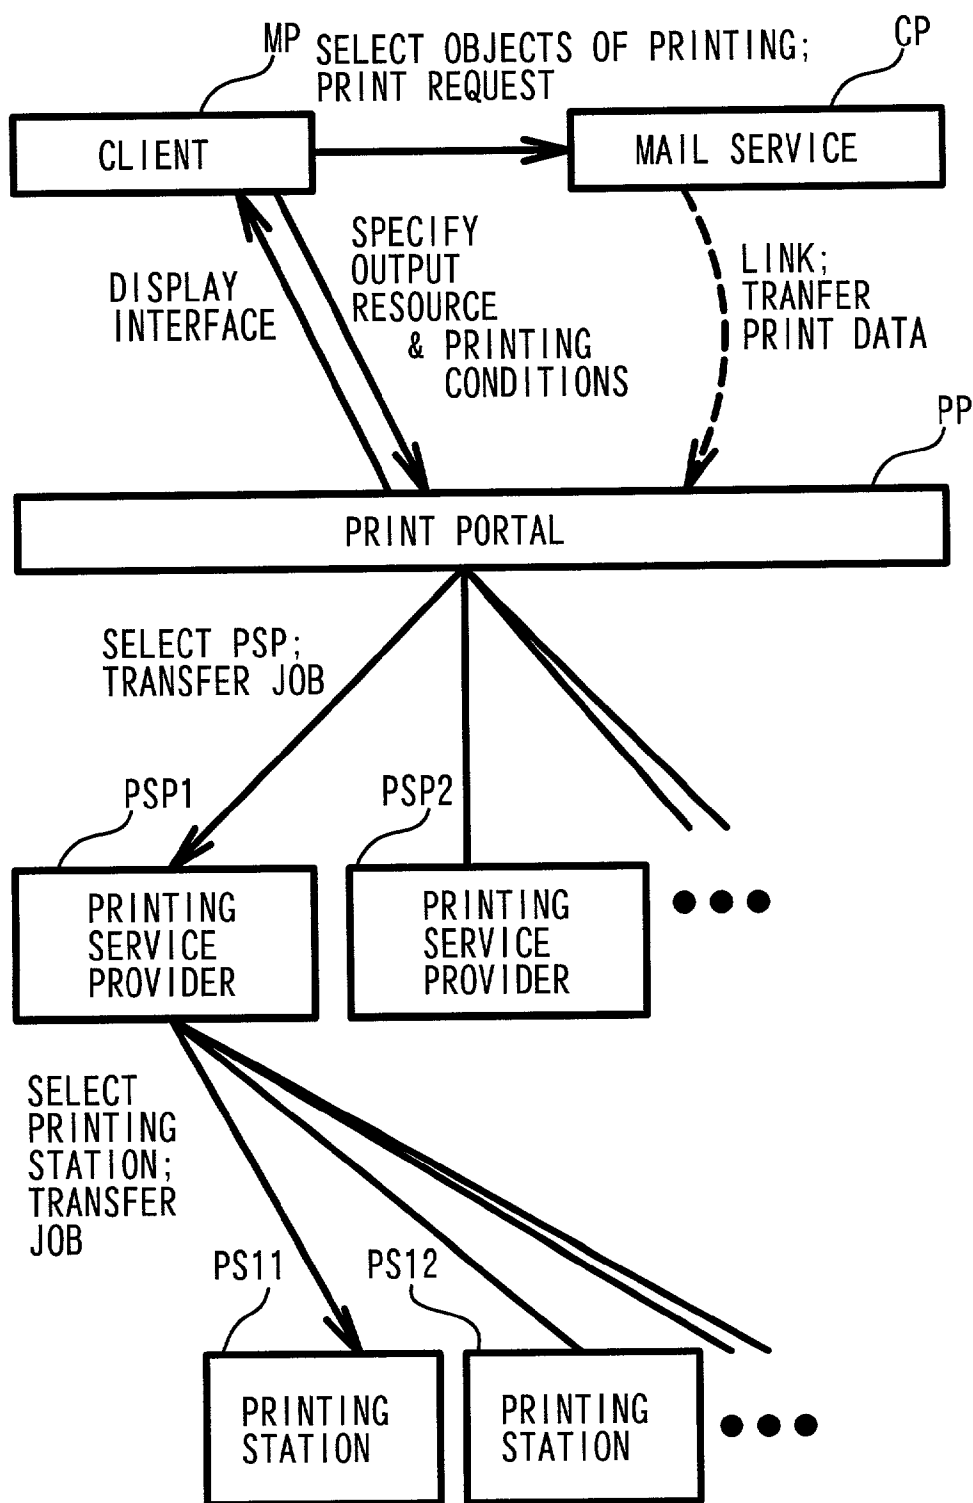 MP
SELECT OBJECTS OF PRINTING;
PRINT REQUEST
CP
CLIENT
MAIL SERVICE
DISPLAY
INTERFACE
SPECIFY
OUTPUT
RESOURCE
& PRINTING
CONDITIONS
LINK;
TRANFER
PRINT DATA
PP
PRINT PORTAL
SELECT PSP;
TRANSFER JOB
PSP1
PSP2
PRINTING
SERVICE
PROVIDER
PRINTING
SERVICE
PROVIDER
SELECT
PRINTING
STATION;
TRANSFER
JOB
PS11
PS12
PRINTING
STATION
PRINTING
STATION